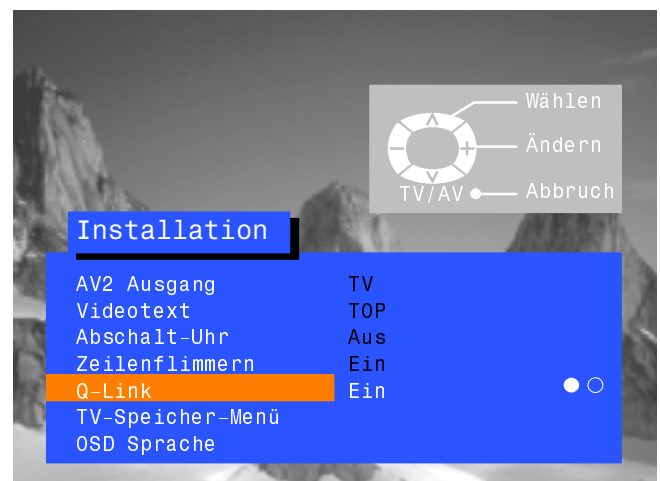 Wählen
Ändern
TV/AV Abbruch
Installation
AV2 Ausgang TV
Videotext TOP
Abschalt-Uhr Aus
Zeilenflimmern Ein
Q-Link Ein
TV-Speicher-Menü
OSD Sprache